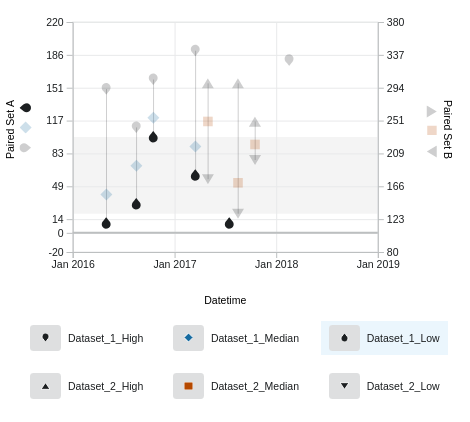 220 380
186 337
151 294
117 251
83 209
49 166
14 123
0
-20 80
Paired Set A
Paired Set B
Jan 2016 Jan 2017 Jan 2018 Jan 2019
Datetime
Dataset_1_High Dataset_1_Median Dataset_1_Low
Dataset_2_High Dataset_2_Median Dataset_2_Low